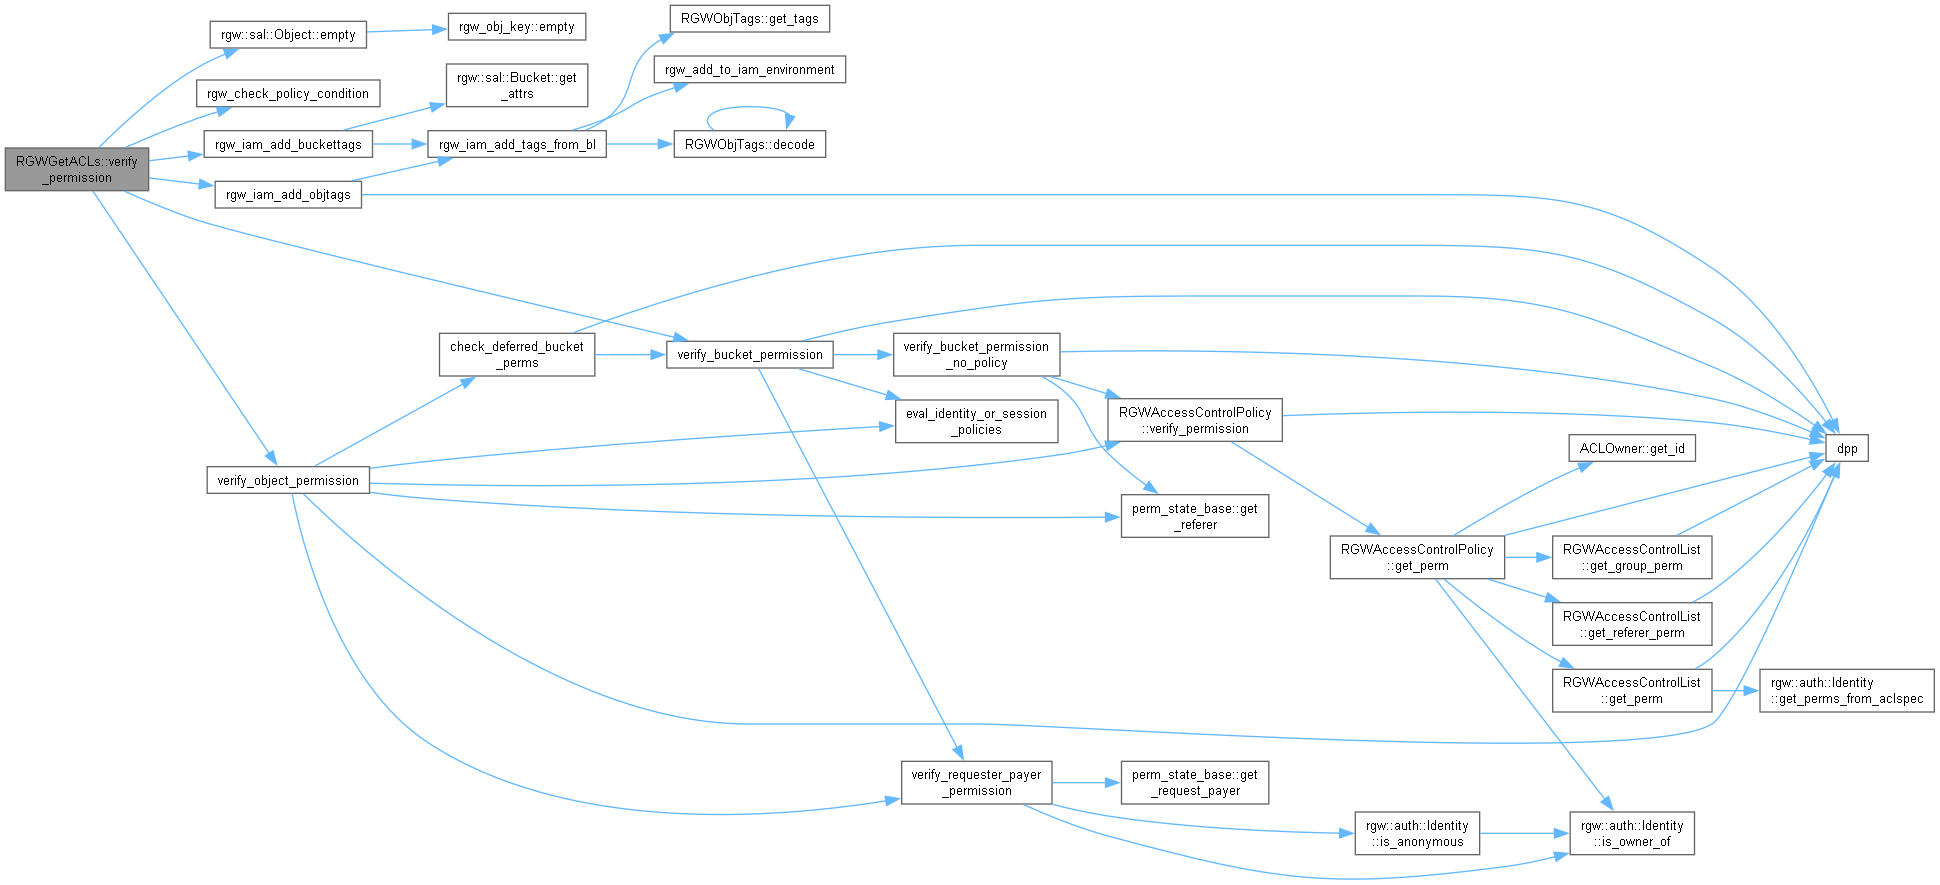 RGWGetACLs::verify
_permission
rgw::sal::Object::empty
rgw_obj_key::empty
rgw_check_policy_condition
rgw_iam_add_buckettags
rgw::sal::Bucket::get
_attrs
rgw_iam_add_tags_from_bl
RGWObjTags::get_tags
rgw_add_to_iam_environment
RGWObjTags::decode
rgw_iam_add_objtags
check_deferred_bucket
_perms
verify_bucket_permission
verify_bucket_permission
_no_policy
eval_identity_or_session
_policies
RGWAccessControlPolicy
::verify_permission
verify_object_permission
perm_state_base::get
_referer
ACLOwner::get_id
dpp
RGWAccessControlPolicy
::get_perm
RGWAccessControlList
::get_group_perm
RGWAccessControlList
::get_referer_perm
RGWAccessControlList
::get_perm
rgw::auth::Identity
::get_perms_from_aclspec
verify_requester_payer
_permission
perm_state_base::get
_request_payer
rgw::auth::Identity
::is_anonymous
rgw::auth::Identity
::is_owner_of